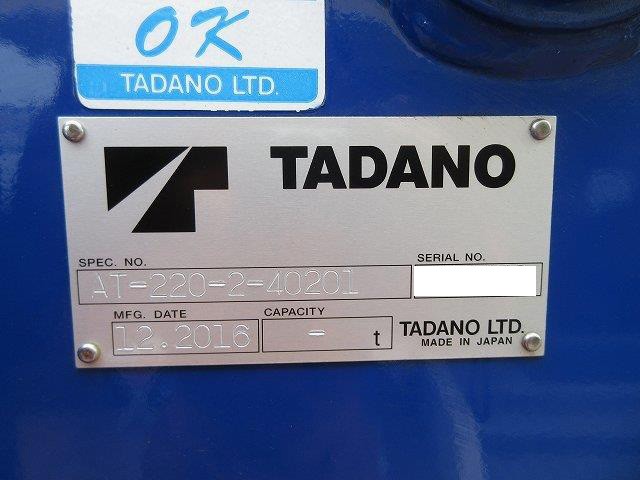 OK
TADANO LTD.
TADANO
SPEC. NO.
SERIAL NO.
AT-220-2-40201
MFG. DATE
CAPACITY
12.2016
- t
TADANO LTD.
MADE IN JAPAN